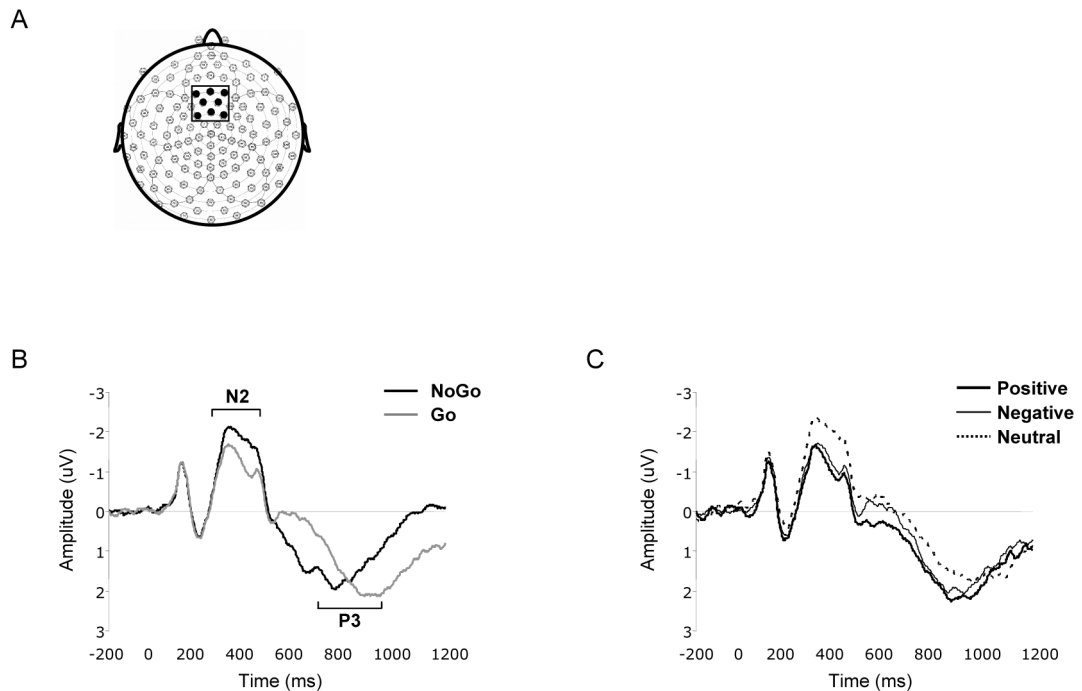 A
B
C
-3
-2
-1
0
1
2
3
Amplitude (uV)
N2
P3
NoGo
Go
-200 0 200 400 600 800 1000 1200
Time (ms)
-3
-2
-1
0
1
2
3
Amplitude (uV)
Positive
Negative
Neutral
-200 0 200 400 600 800 1000 1200
Time (ms)